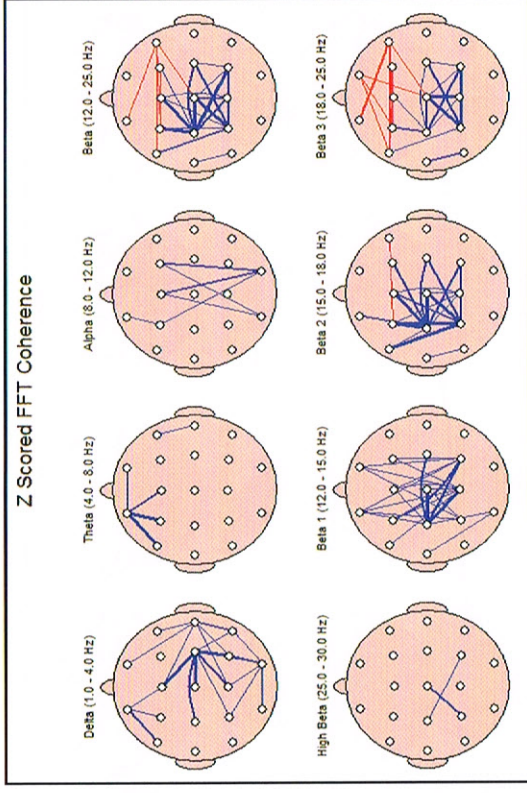 Z Scored FFT Coherence
Delta (1.0 - 4.0 Hz)
Theta (4.0 - 8.0 Hz)
Alpha (8.0 - 12.0 Hz)
Beta (12.0 - 25.0 Hz)
High Beta (25.0 - 30.0 Hz)
Beta 1 (12.0 - 15.0 Hz)
Beta 2 (15.0 - 18.0 Hz)
Beta 3 (18.0 - 25.0 Hz)